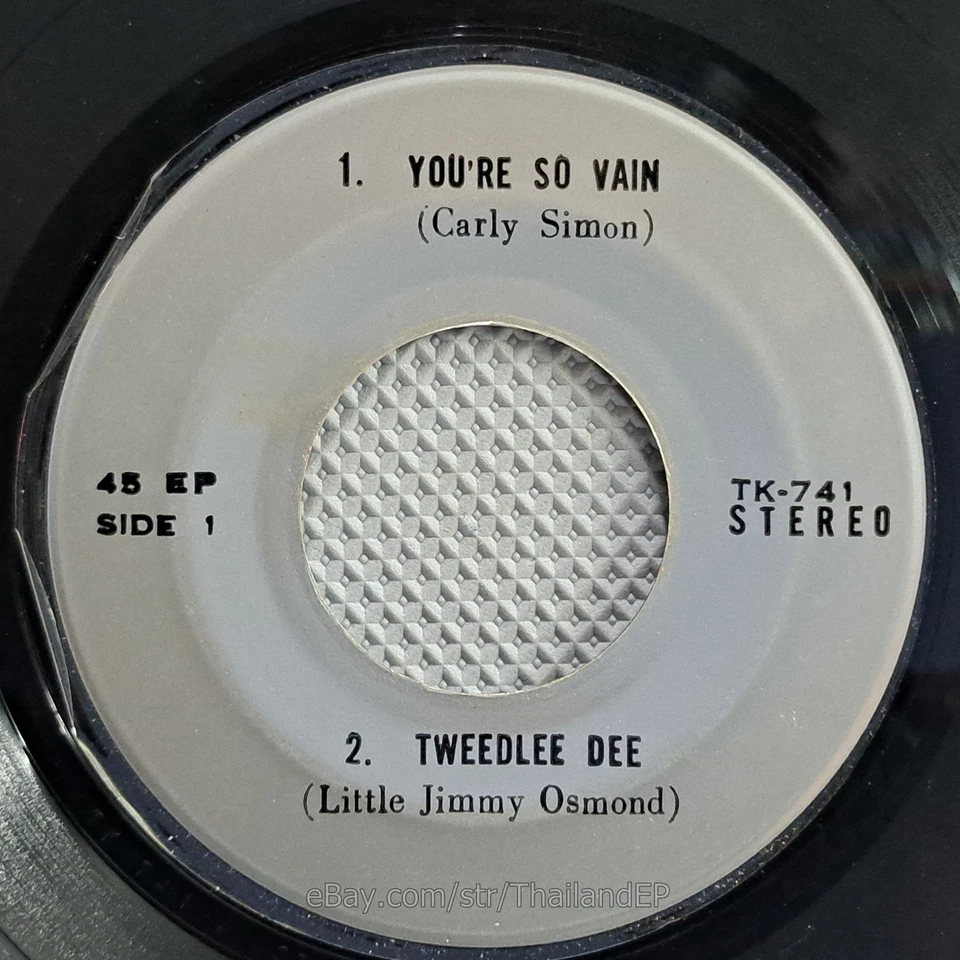 1. YOU'RE SO VAIN
(Carly Simon)
45 EP
SIDE 1
TK-741
STEREO
2. TWEEDLEE DEE
(Little Jimmy Osmond)
eBay.com/str/ThailandEP